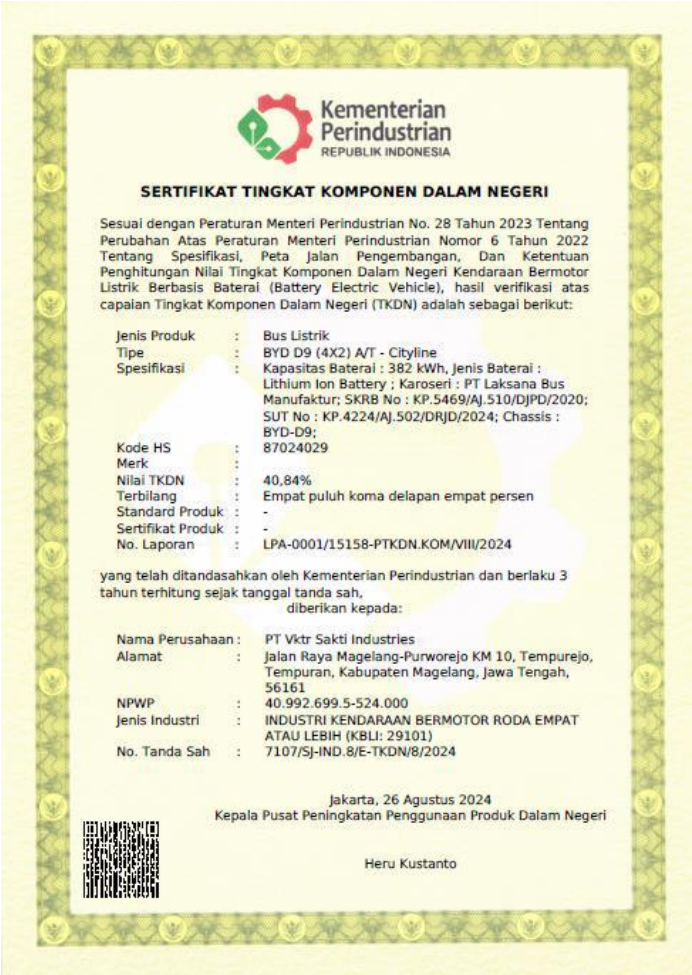 Kementerian
Perindustrian
REPUBLIK INDONESIA
SERTIFIKAT TINGKAT KOMPONEN DALAM NEGERI
Sesuai dengan Peraturan Menteri Perindustrian No. 28 Tahun 2023 Tentang
Perubahan Atas Peraturan Menteri Perindustrian Nomor 6 Tahun 2022
Tentang Spesifikasi, Peta Jalan Pengembangan, Dan Ketentuan
Penghitungan Nilai Tingkat Komponen Dalam Negeri Kendaraan Bermotor
Listrik Berbasis Baterai (Battery Electric Vehicle), hasil verifikasi atas
capaian Tingkat Komponen Dalam Negeri (TKDN) adalah sebagai berikut:
Jenis Produk : Bus Listrik
Tipe : BYD D9 (4X2) A/T - Cityline
Spesifikasi : Kapasitas Baterai : 382 kWh, Jenis Baterai :
Lithium Ion Battery ; Karoseri : PT Laksana Bus
Manufaktur; SKRB No : KP.5469/AJ.510/DJPD/2020;
SUT No : KP.4224/AJ.502/DRJD/2024; Chassis :
BYD-D9;
Kode HS : 87024029
Merk :
Nilai TKDN : 40,84%
Terbilang : Empat puluh koma delapan empat persen
Standard Produk : -
Sertifikat Produk : -
No. Laporan : LPA-0001/15158-PTKDN.KOM/VIII/2024
yang telah ditandasahkan oleh Kementerian Perindustrian dan berlaku 3
tahun terhitung sejak tanggal tanda sah,
diberikan kepada:
Nama Perusahaan : PT Vktr Sakti Industries
Alamat : Jalan Raya Magelang-Purworejo KM 10, Tempurejo,
Tempuran, Kabupaten Magelang, Jawa Tengah,
56161
NPWP : 40.992.699.5-524.000
Jenis Industri : INDUSTRI KENDARAAN BERMOTOR RODA EMPAT
ATAU LEBIH (KBLI: 29101)
No. Tanda Sah : 7107/SJ-IND.8/E-TKDN/8/2024
Jakarta, 26 Agustus 2024
Kepala Pusat Peningkatan Penggunaan Produk Dalam Negeri
Heru Kustanto